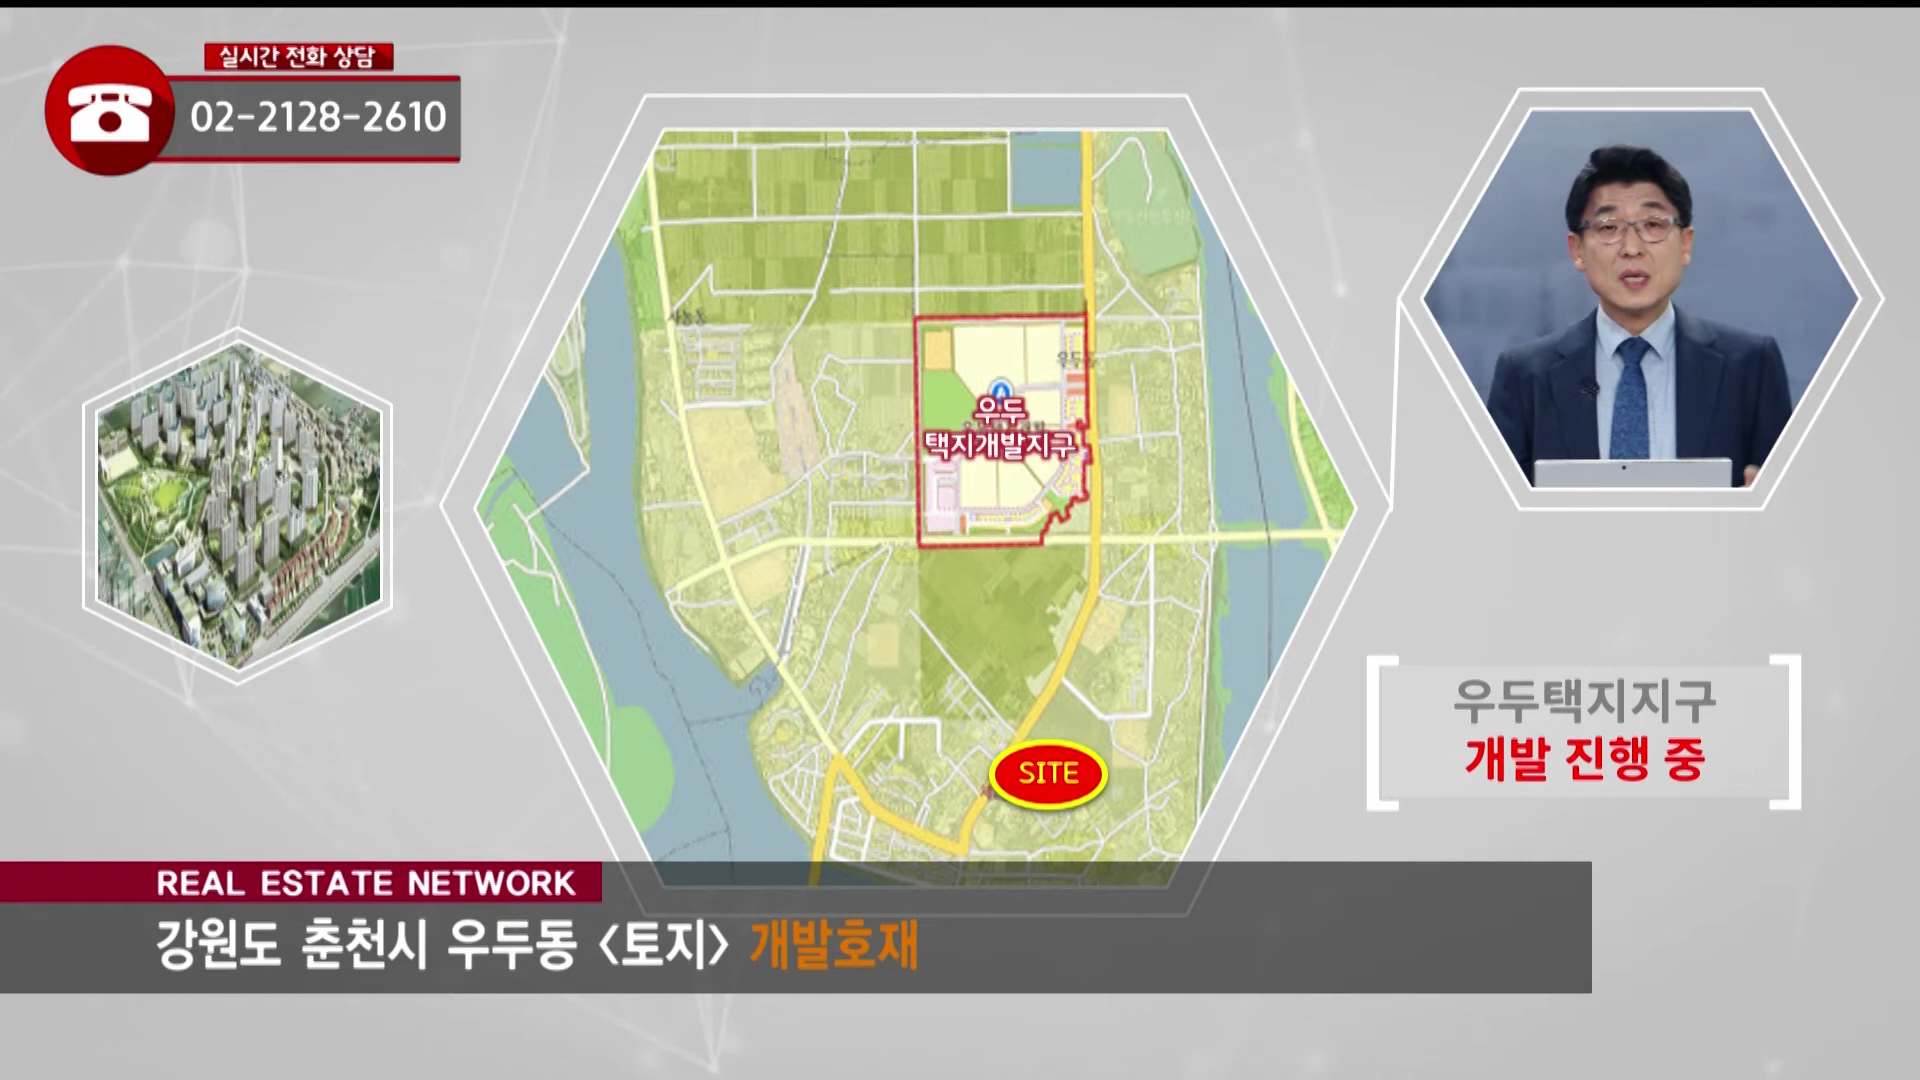 실시간 전화 상담
02-2128-2610
우두
택지개발지구
SITE
우두택지지구
개발 진행 중
REAL ESTATE NETWORK
강원도 춘천시 우두동 <토지> 개발호재